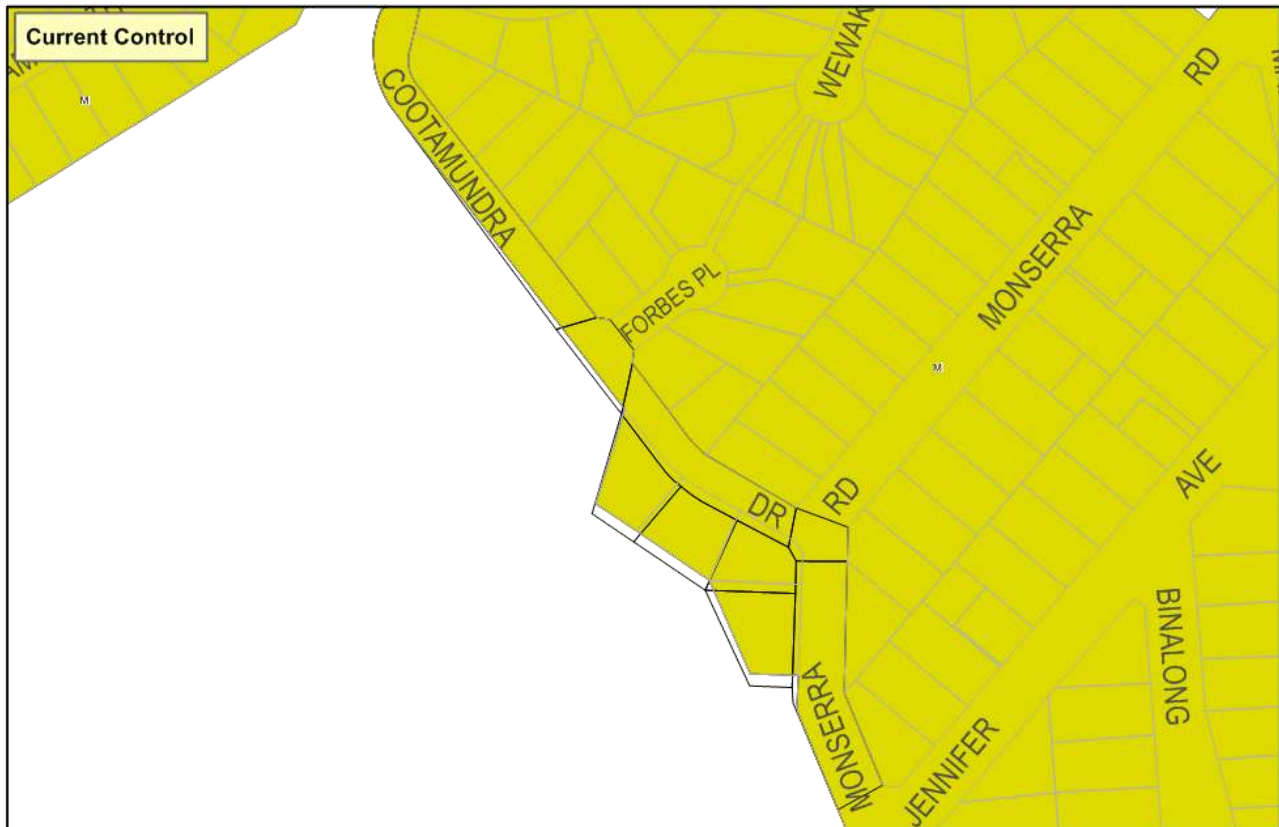 Current Control
WEWAK
RD
COOTAMUNDRA
M
MONSERRA
FORBES PL
M
AVE
DR
RD
BINALONG
MONSERRA
JENNIFER